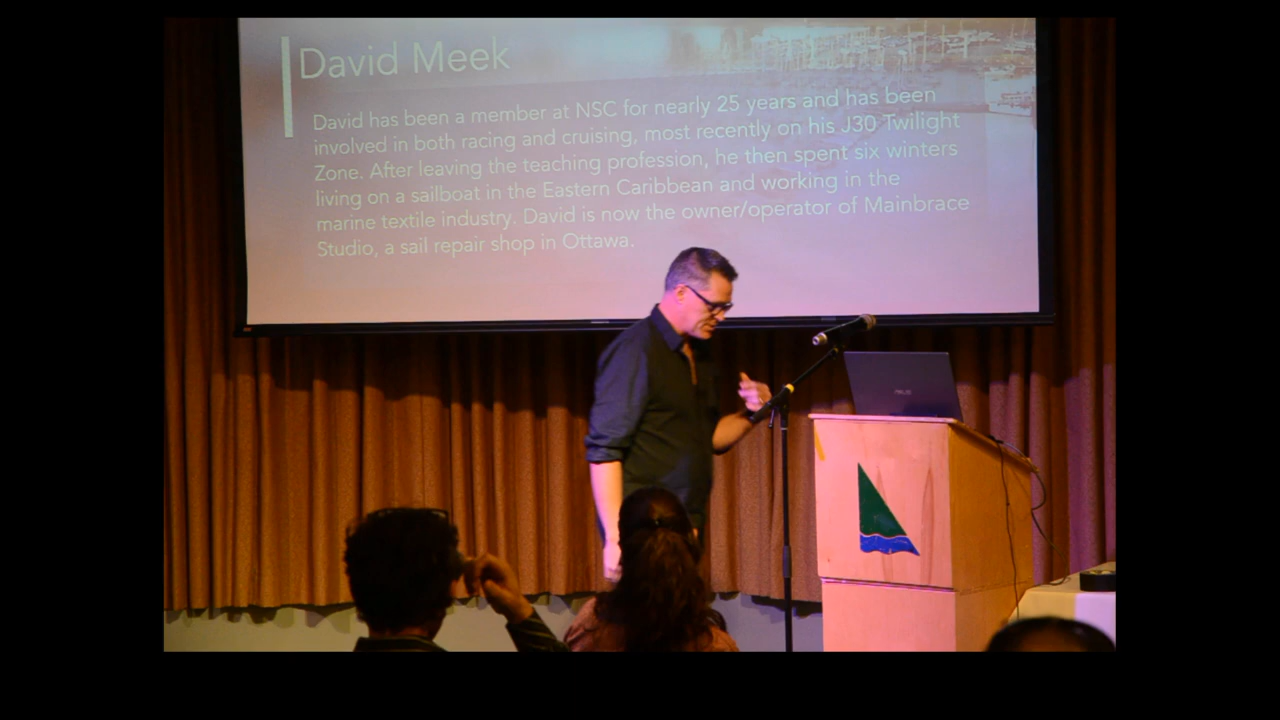 David Meek
David has been a member at NSC for nearly 25 years and has been
involved in both racing and cruising, most recently on his J30 Twilight
Zone. After leaving the teaching profession, he then spent six winters
living on a sailboat in the Eastern Caribbean and working in the
marine textile industry. David is now the owner/operator of Mainbrace
Studio, a sail repair shop in Ottawa.
ASUS